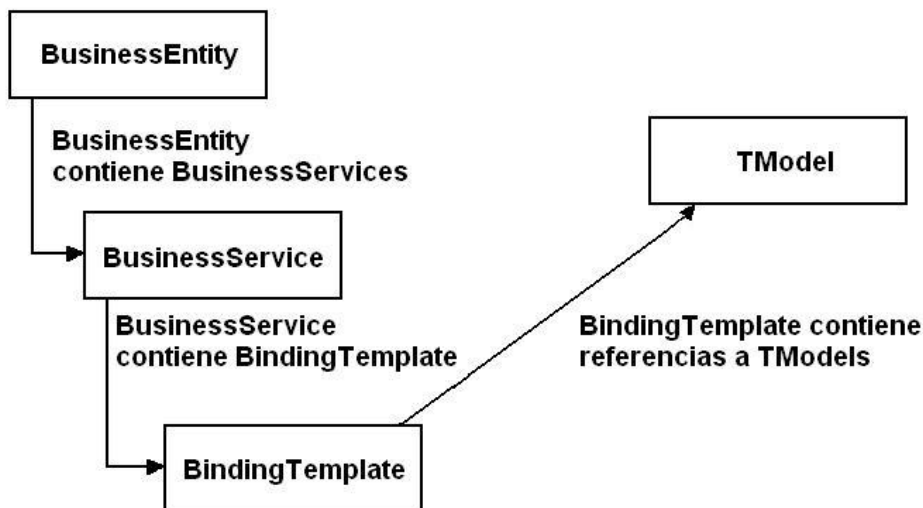 BusinessEntity
BusinessEntity
contiene BusinessServices
TModel
BusinessService
BusinessService
contiene BindingTemplate
BindingTemplate contiene
referencias a TModels
BindingTemplate